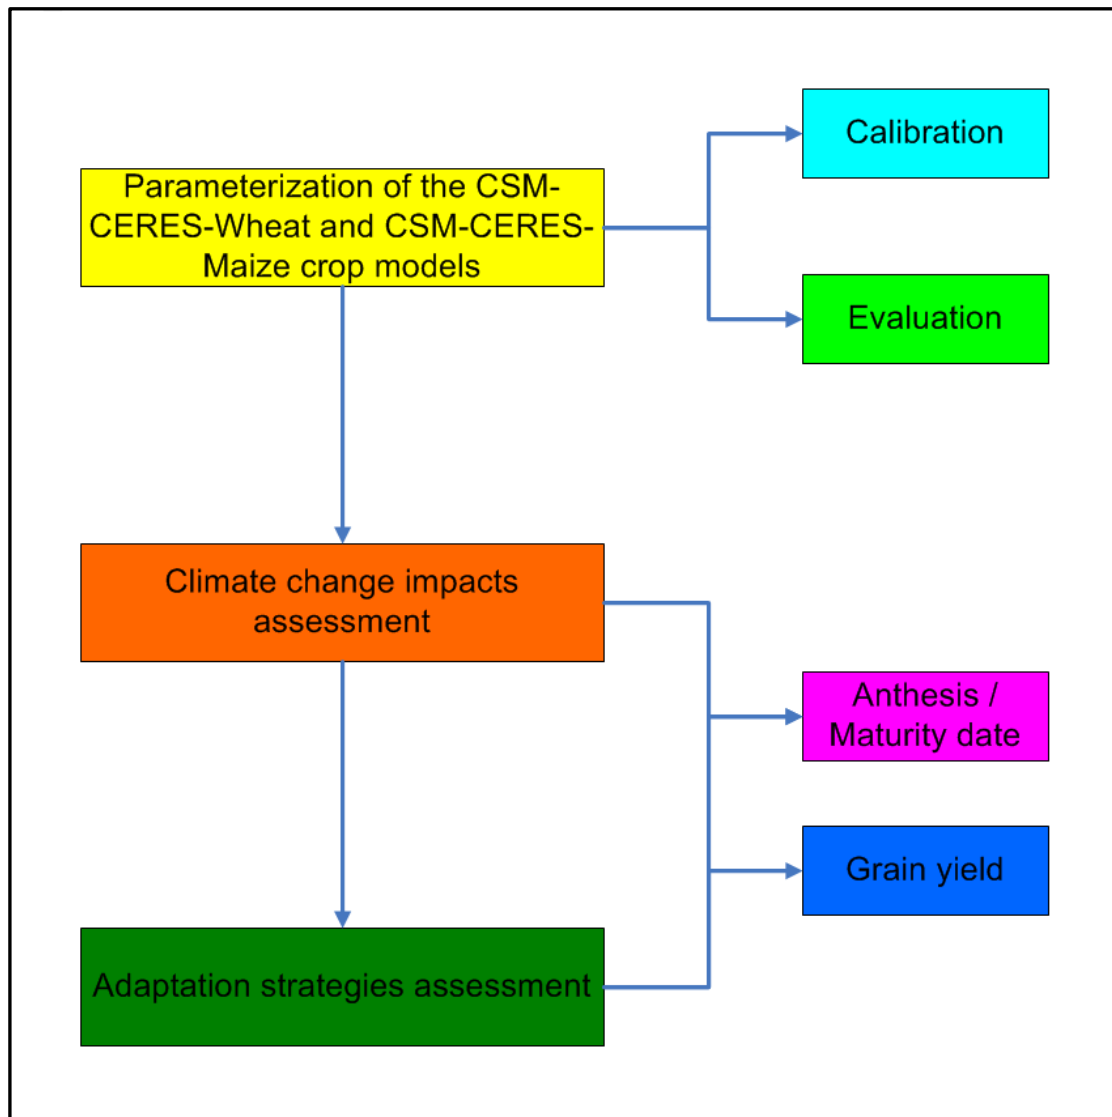 Calibration
Parameterization of the CSM-
CERES-Wheat and CSM-CERES-
Maize crop models
Evaluation
Climate change impacts
assessment
Anthesis /
Maturity date
Grain yield
Adaptation strategies assessment